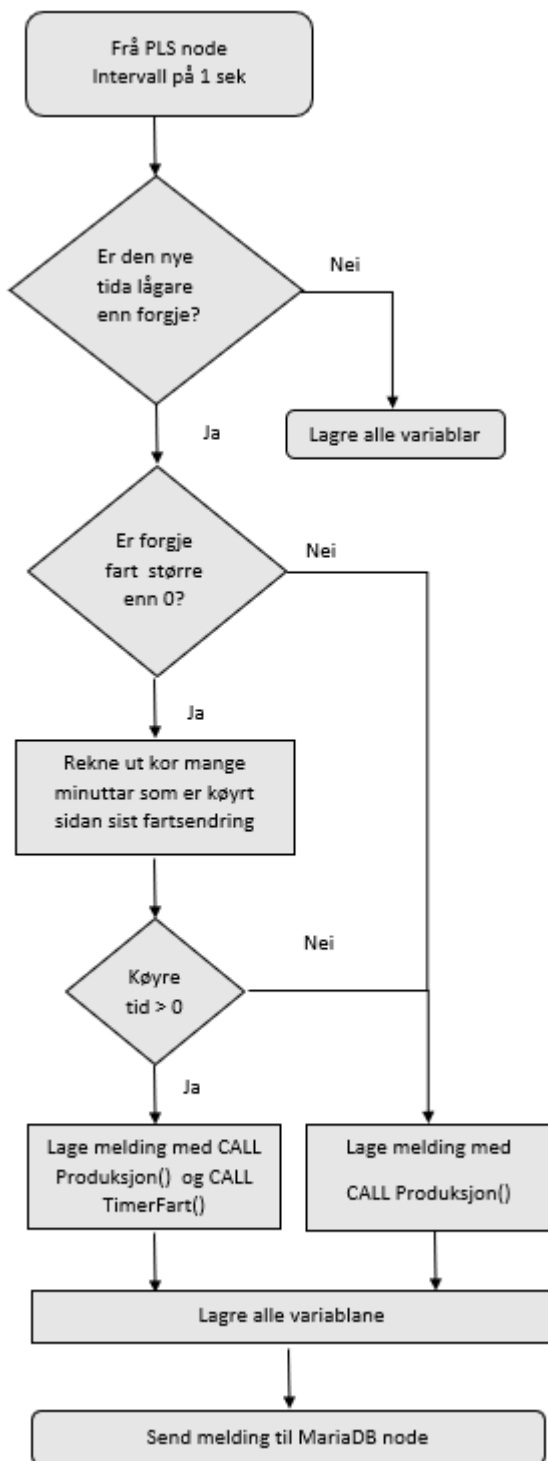 Frå PLS node
Intervall på 1 sek
Er den nye
tida lågare
enn forgje?
Nei
Lagre alle variablar
Ja
Er forgje
fart større
enn 0?
Nei
Ja
Rekne ut kor mange
minuttar som er køyrt
sidan sist fartsendring
Nei
Køyre
tid > 0
Ja
Lage melding med CALL
Produksjon() og CALL
TimerFart()
Lage melding med
CALL Produksjon()
Lagre alle variablane
Send melding til MariaDB node